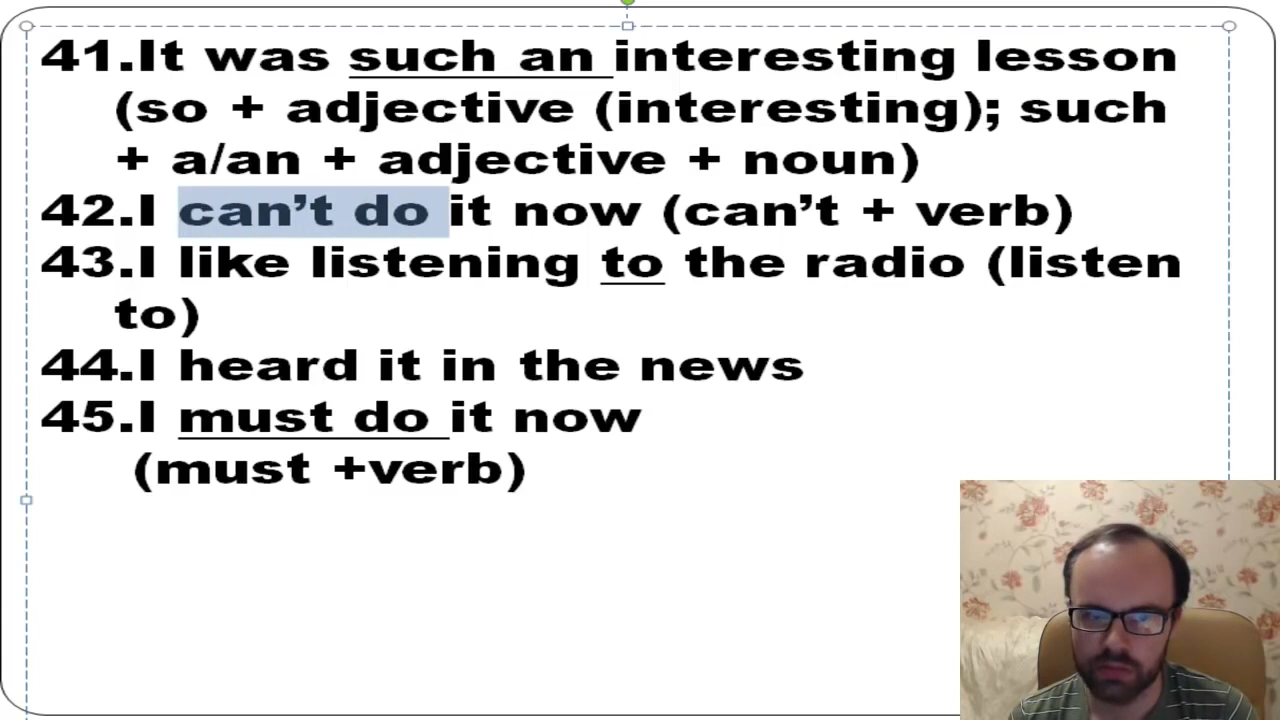 41.It was such an interesting lesson
(so + adjective (interesting); such
+ a/an + adjective + noun)
42.I can’t do it now (can’t + verb)
43.I like listening to the radio (listen
to)
44.I heard it in the news
45.I must do it now
(must +verb)